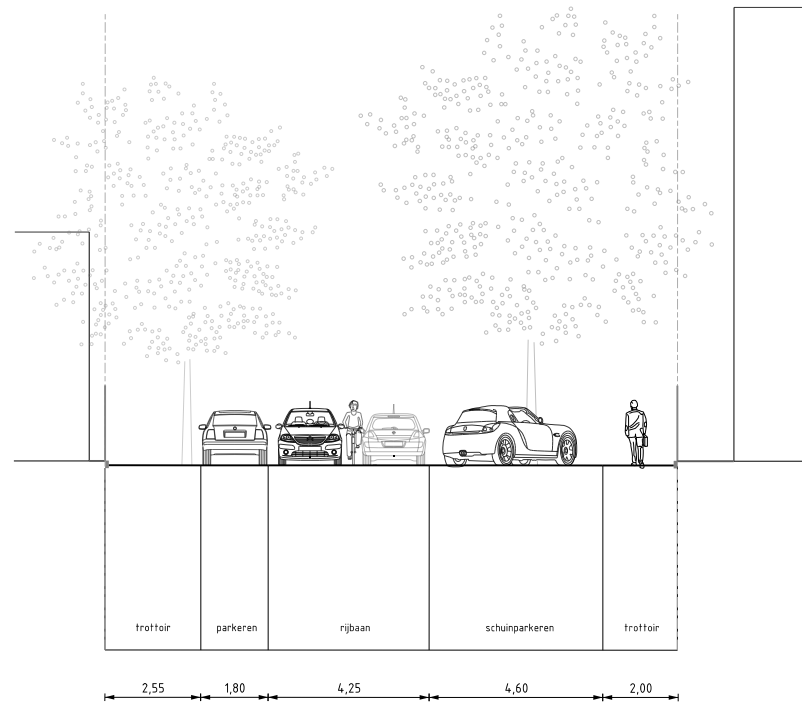 trottoir parkeren rijbaan schuinparkeren trottoir
2,55 1,80 4,25 4,60 2,00